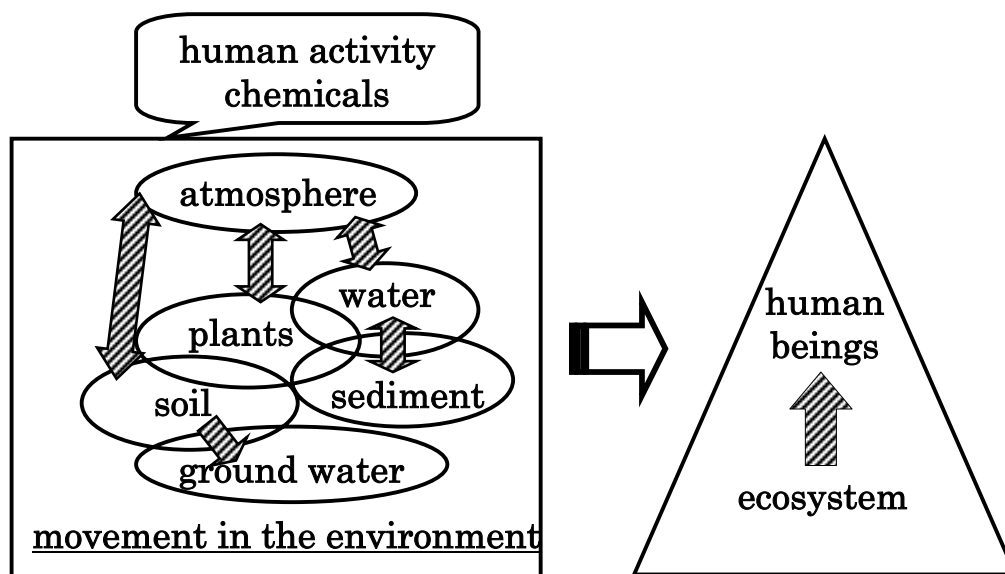 human activity
chemicals
atmosphere
water
plants
sediment
soil
ground water
movement in the environment
human
beings
ecosystem